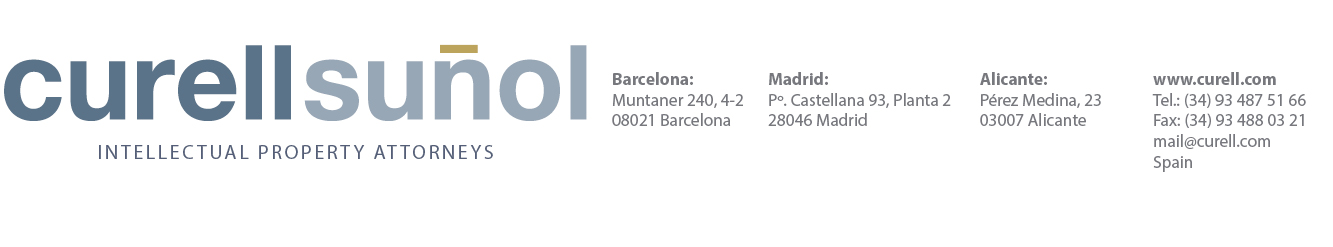 curellsuñol
INTELLECTUAL PROPERTY ATTORNEYS
Barcelona:
Muntaner 240, 4-2
08021 Barcelona
Madrid:
Pº. Castellana 93, Planta 2
28046 Madrid
Alicante:
Pérez Medina, 23
03007 Alicante
www.curell.com
Tel.: (34) 93 487 51 66
Fax: (34) 93 488 03 21
mail@curell.com
Spain